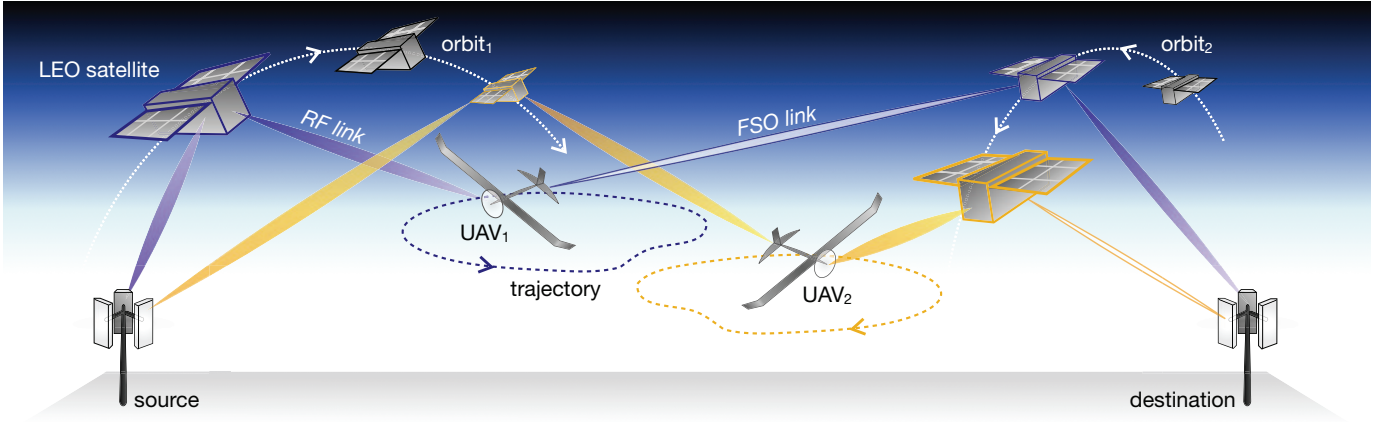 orbit1
orbit2
LEO satellite
RF link
FSO link
UAV1
UAV2
trajectory
source
destination